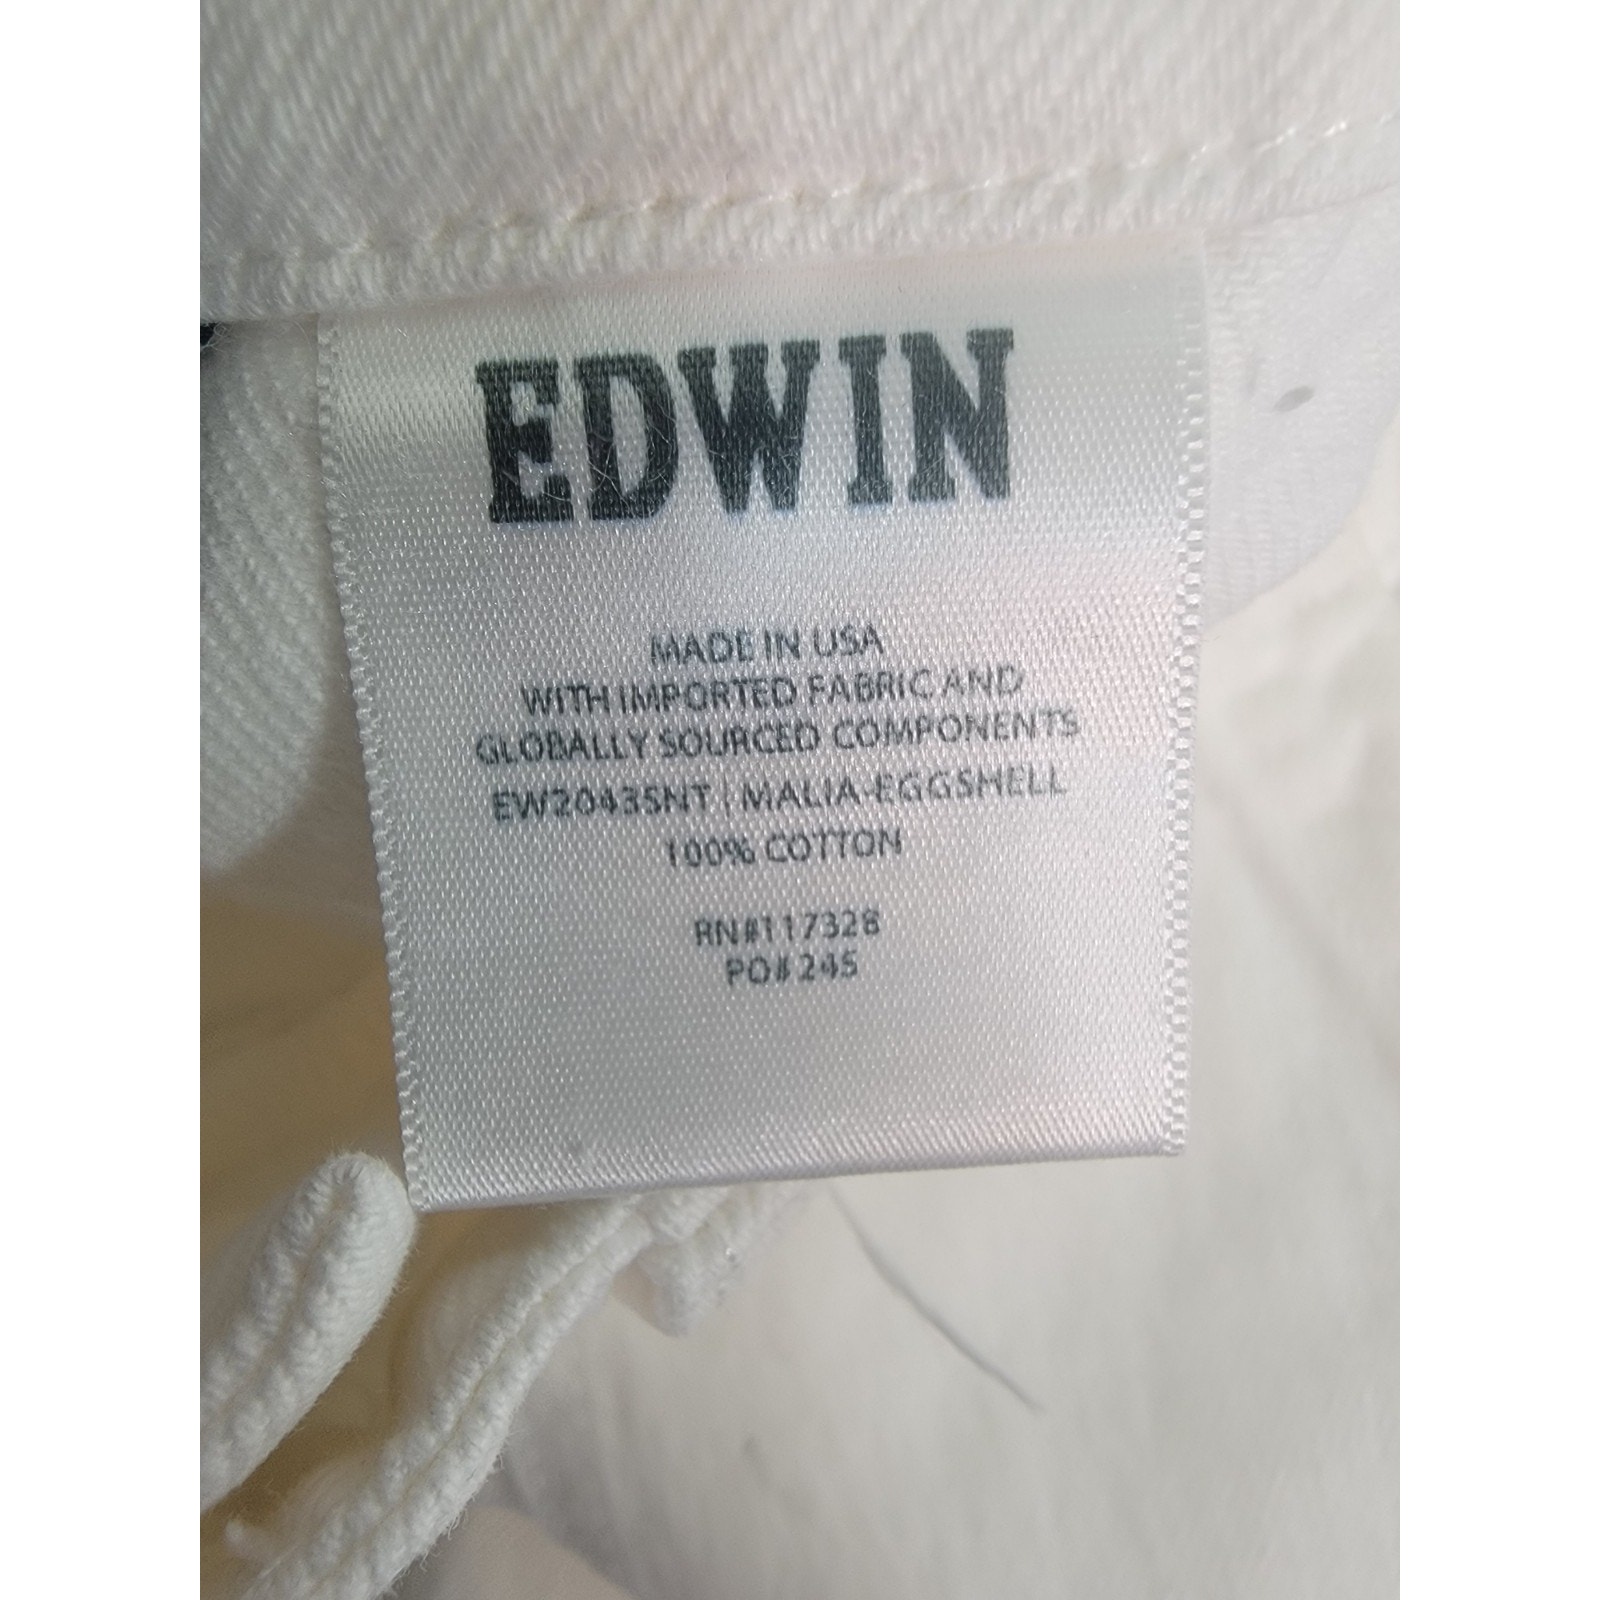 EDWIN
MADE IN USA
WITH IMPORTED FABRIC AND
GLOBALLY SOURCED COMPONENTS
EW2043SNT | MALIA-EGGSHELL
100% COTTON
RN#117328
PO#245